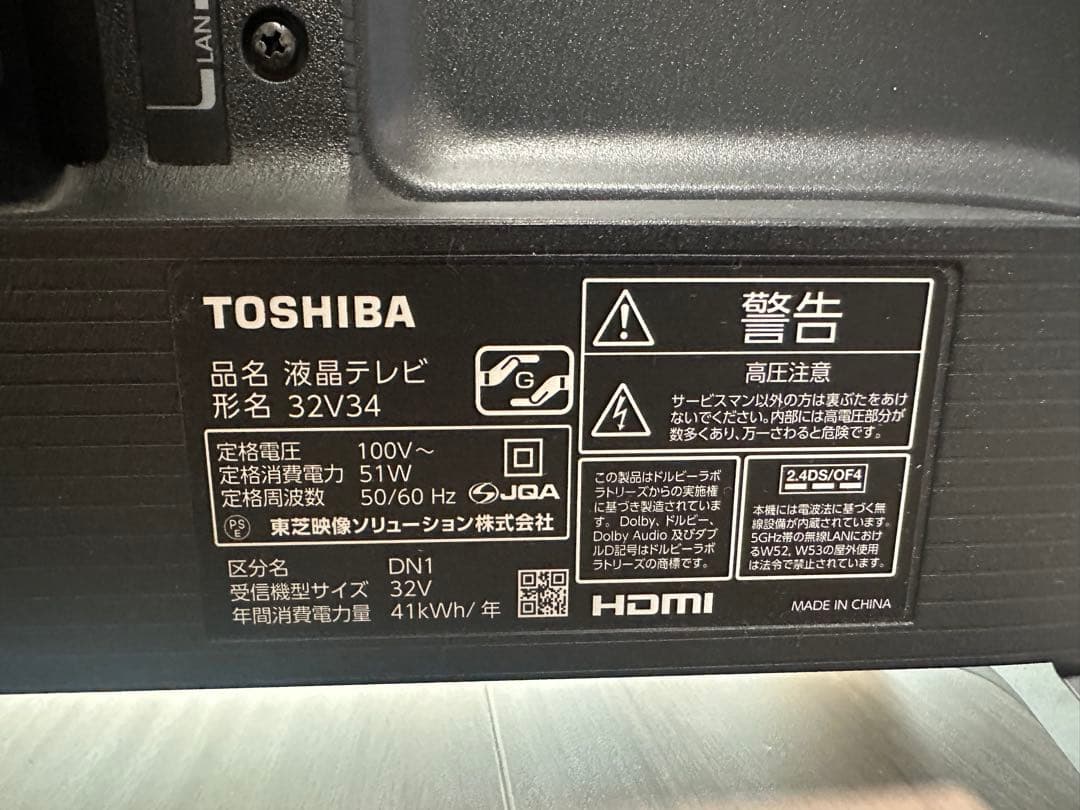 LAN
TOSHIBA
品名 液晶テレビ
形名 32V34
G
定格電圧 100V～
定格消費電力 51W
定格周波数 50/60 Hz
JQA
PS
E
東芝映像ソリューション株式会社
区分名 DN1
受信機型サイズ 32V
年間消費電力量 41kWh/年
警告
高圧注意
サービスマン以外の方は裏ぶたをあけ
ないでください。内部には高電圧部分が
数多くあり、万一さわると危険です。
この製品はドルビーラボ
ラトリーズからの実施権
に基づき製造されていま
す。Dolby、ドルビー、
Dolby Audio 及びダブ
ルD記号はドルビーラボ
ラトリーズの商標です。
2.4DS/OF4
本機には電波法に基づく無
線設備が内蔵されています。
5GHz帯の無線LANにおけ
るW52, W53の屋外使用
は法令で禁止されています。
HDMI
MADE IN CHINA